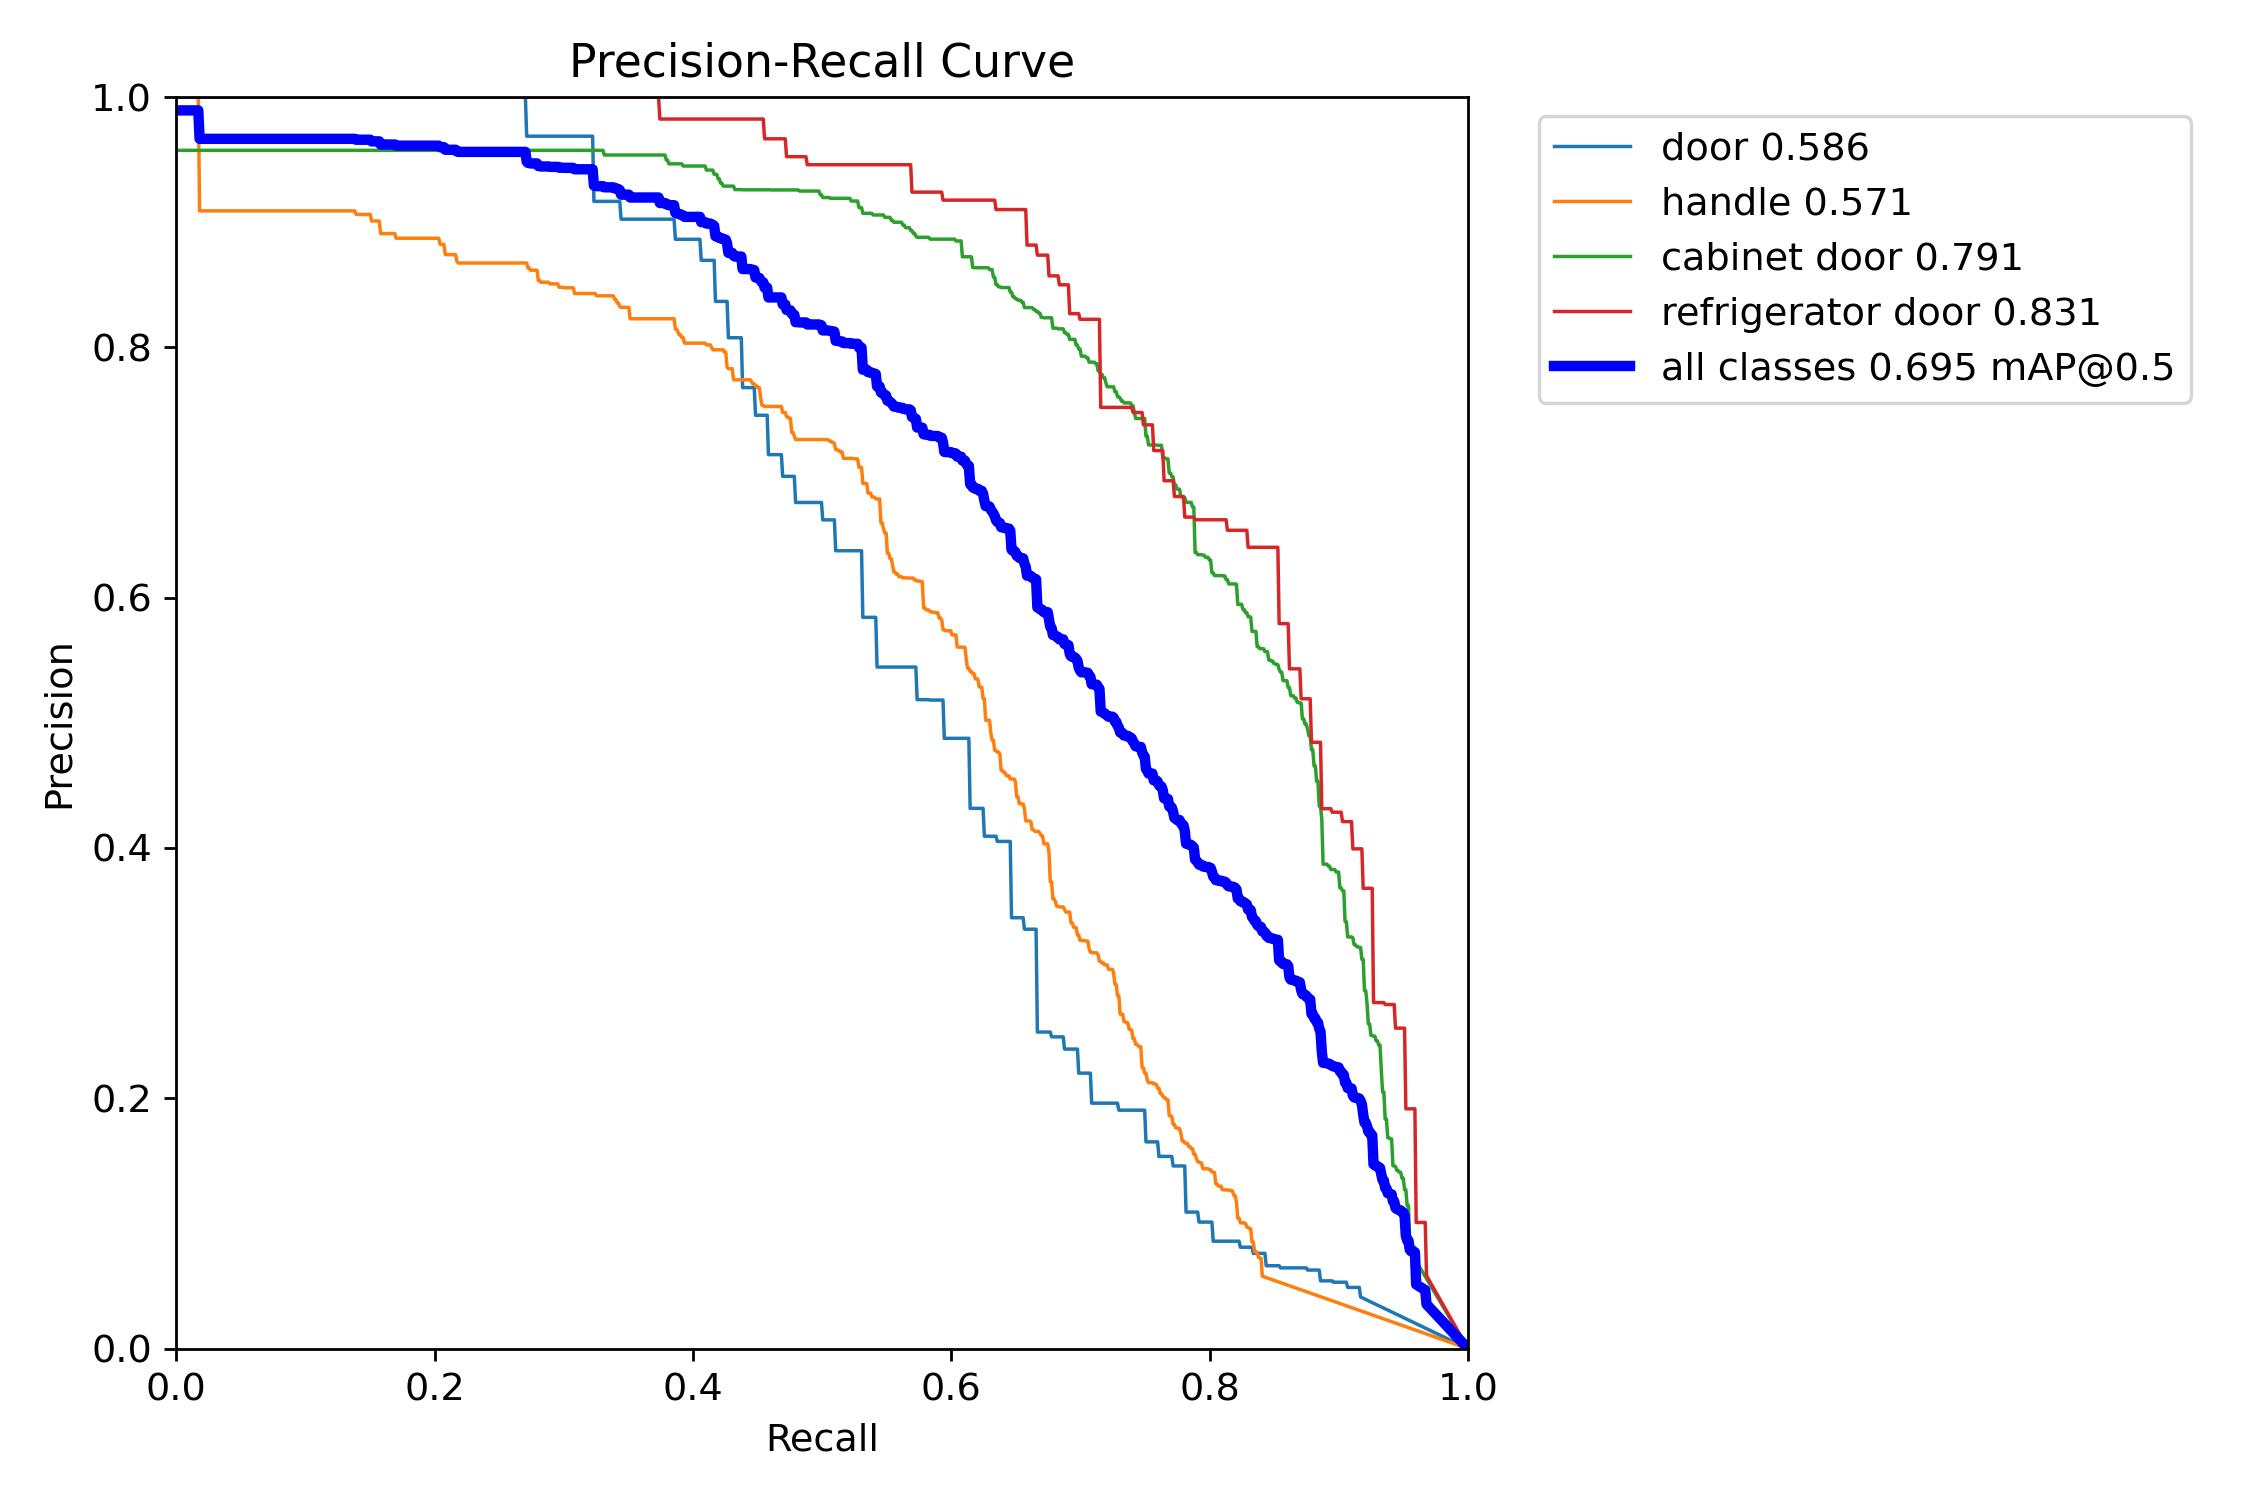 Precision-Recall Curve
1.0
0.8
0.6
0.4
0.2
0.0
Precision
0.0 0.2 0.4 0.6 0.8 1.0
Recall
door 0.586
handle 0.571
cabinet door 0.791
refrigerator door 0.831
all classes 0.695 mAP@0.5